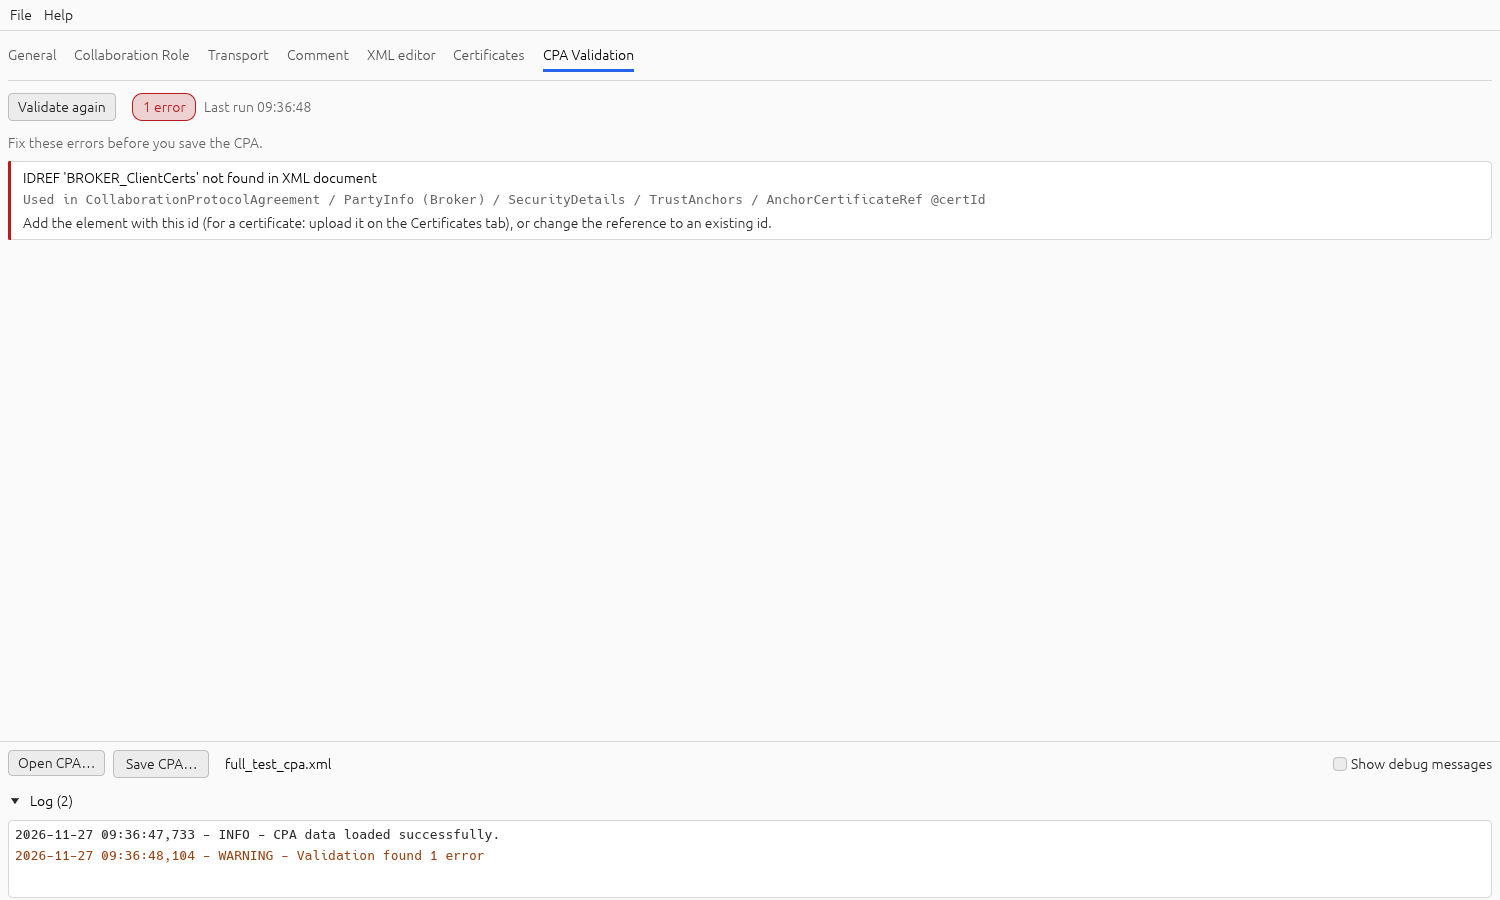 File Help
General Collaboration Role Transport Comment XML editor Certificates CPA Validation
Validate again 1 error Last run 09:36:48
Fix these errors before you save the CPA.
IDREF 'BROKER_ClientCerts' not found in XML document
Used in CollaborationProtocolAgreement / PartyInfo (Broker) / SecurityDetails / TrustAnchors / AnchorCertificateRef @certId
Add the element with this id (for a certificate: upload it on the Certificates tab), or change the reference to an existing id.
Open CPA... Save CPA... full_test_cpa.xml Show debug messages
Log (2)
2026-11-27 09:36:47,733 - INFO - CPA data loaded successfully.
2026-11-27 09:36:48,104 - WARNING - Validation found 1 error